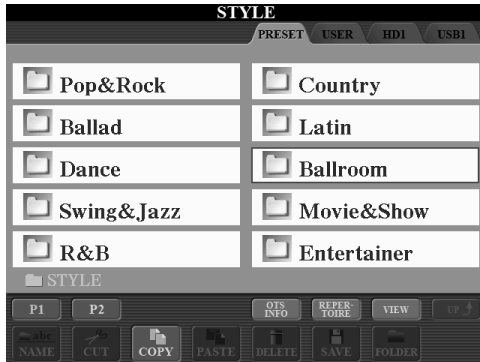 STYLE
PRESET USER HD1 USB1
Pop&Rock Country
Ballad Latin
Dance Ballroom
Swing&Jazz Movie&Show
R&B Entertainer
STYLE
P1 P2 OTS INFO REPER-TOIRE VIEW UP
abc
NAME CUT COPY PASTE DELETE SAVE FOLDER